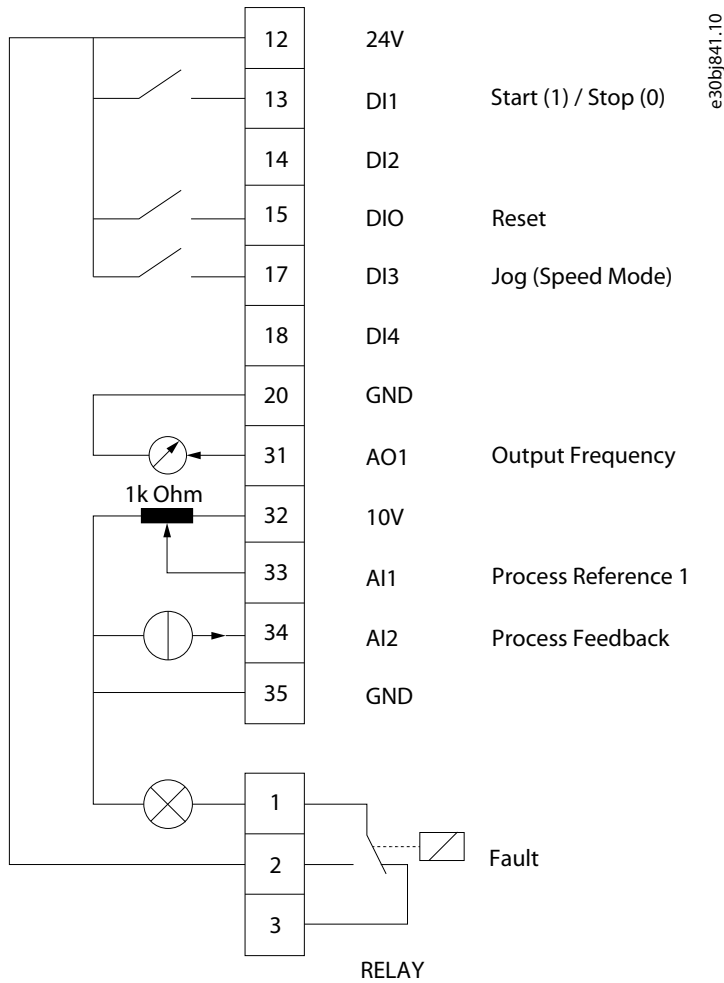 e30bj841.10
12 24V
13 DI1 Start (1) / Stop (0)
14 DI2
15 DIO Reset
17 DI3 Jog (Speed Mode)
18 DI4
20 GND
31 AO1 Output Frequency
1k Ohm
32 10V
33 AI1 Process Reference 1
34 AI2 Process Feedback
35 GND
1
2 Fault
3
RELAY